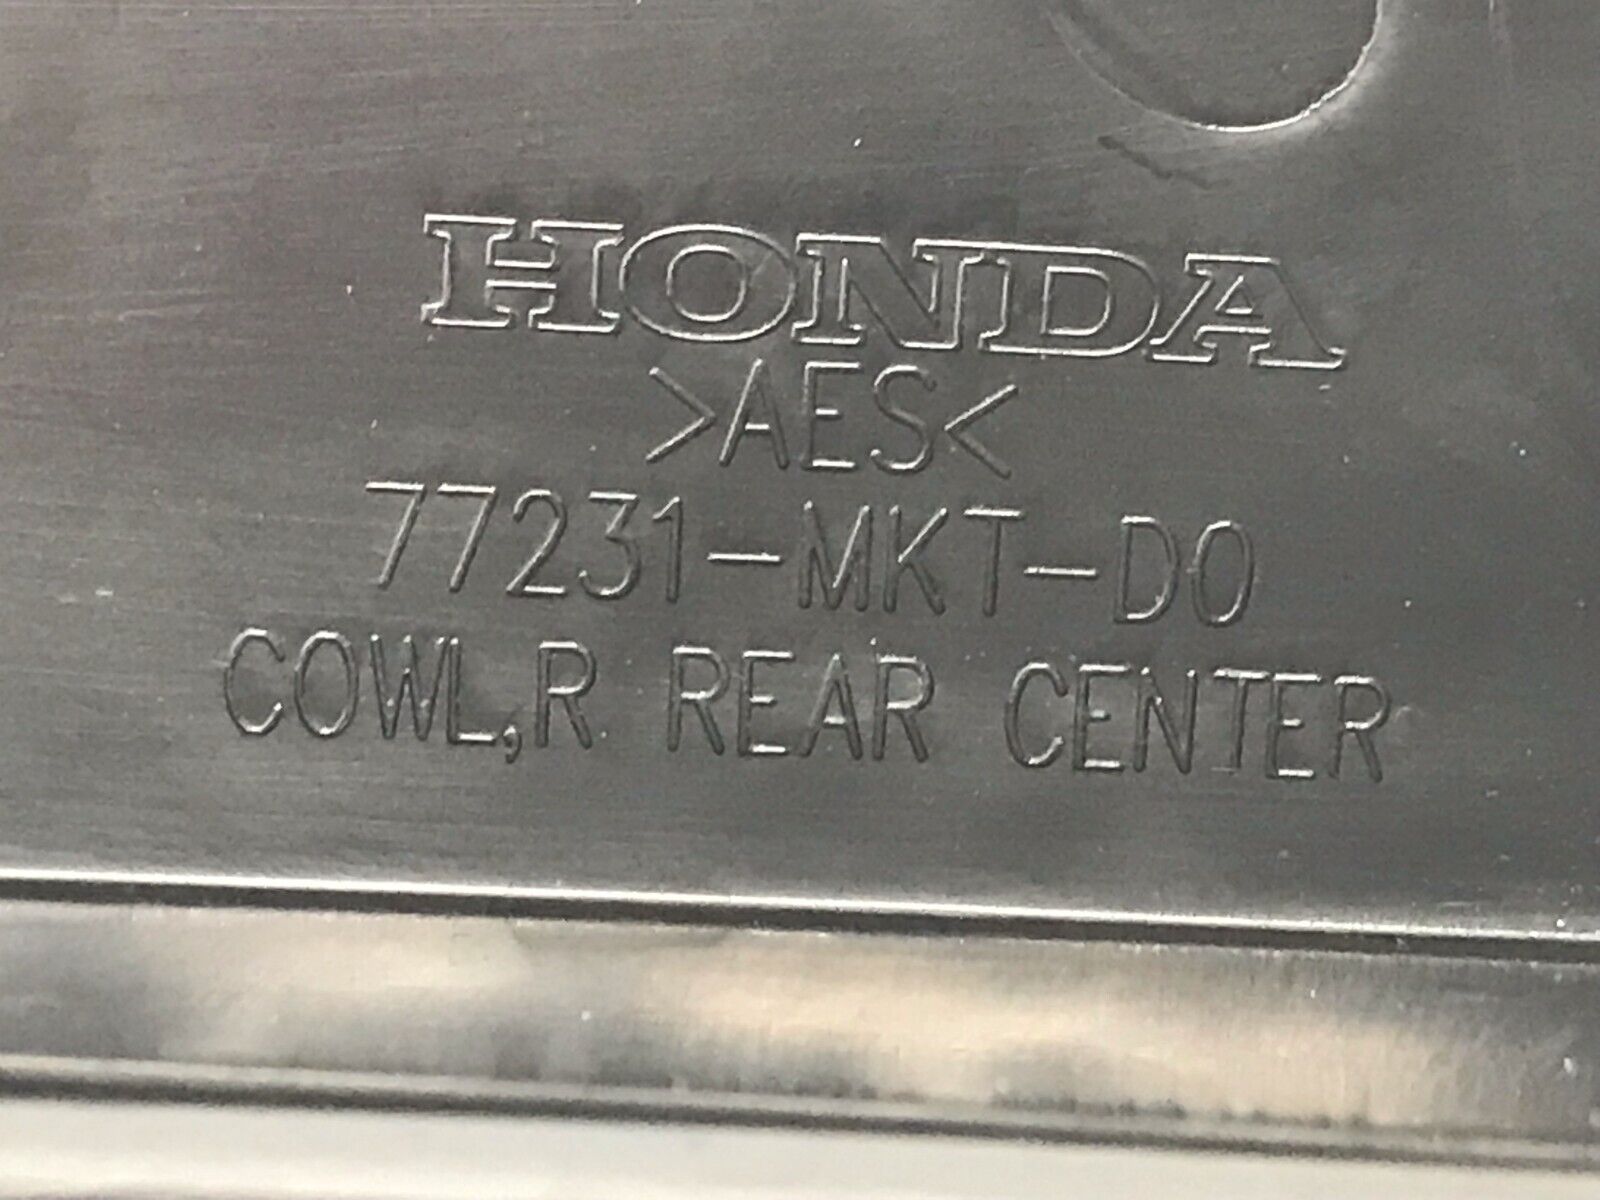 HONDA
>AES<
77231-MKT-D0
COWL,R REAR CENTER